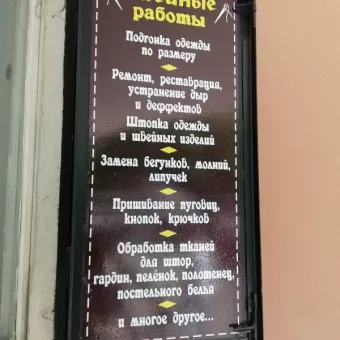 работы
Подгонка одежды
по размеру
Ремонт, реставрация,
устранение дыр
и деффектов
Штопка одежды
и швейных изделий
Замена бегунков, молний,
липучек
Пришивание пуговиц,
кнопок, крючков
Обработка тканей
для штор,
гардин, пелёнок, полотенец,
постельного белья
и многое другое...